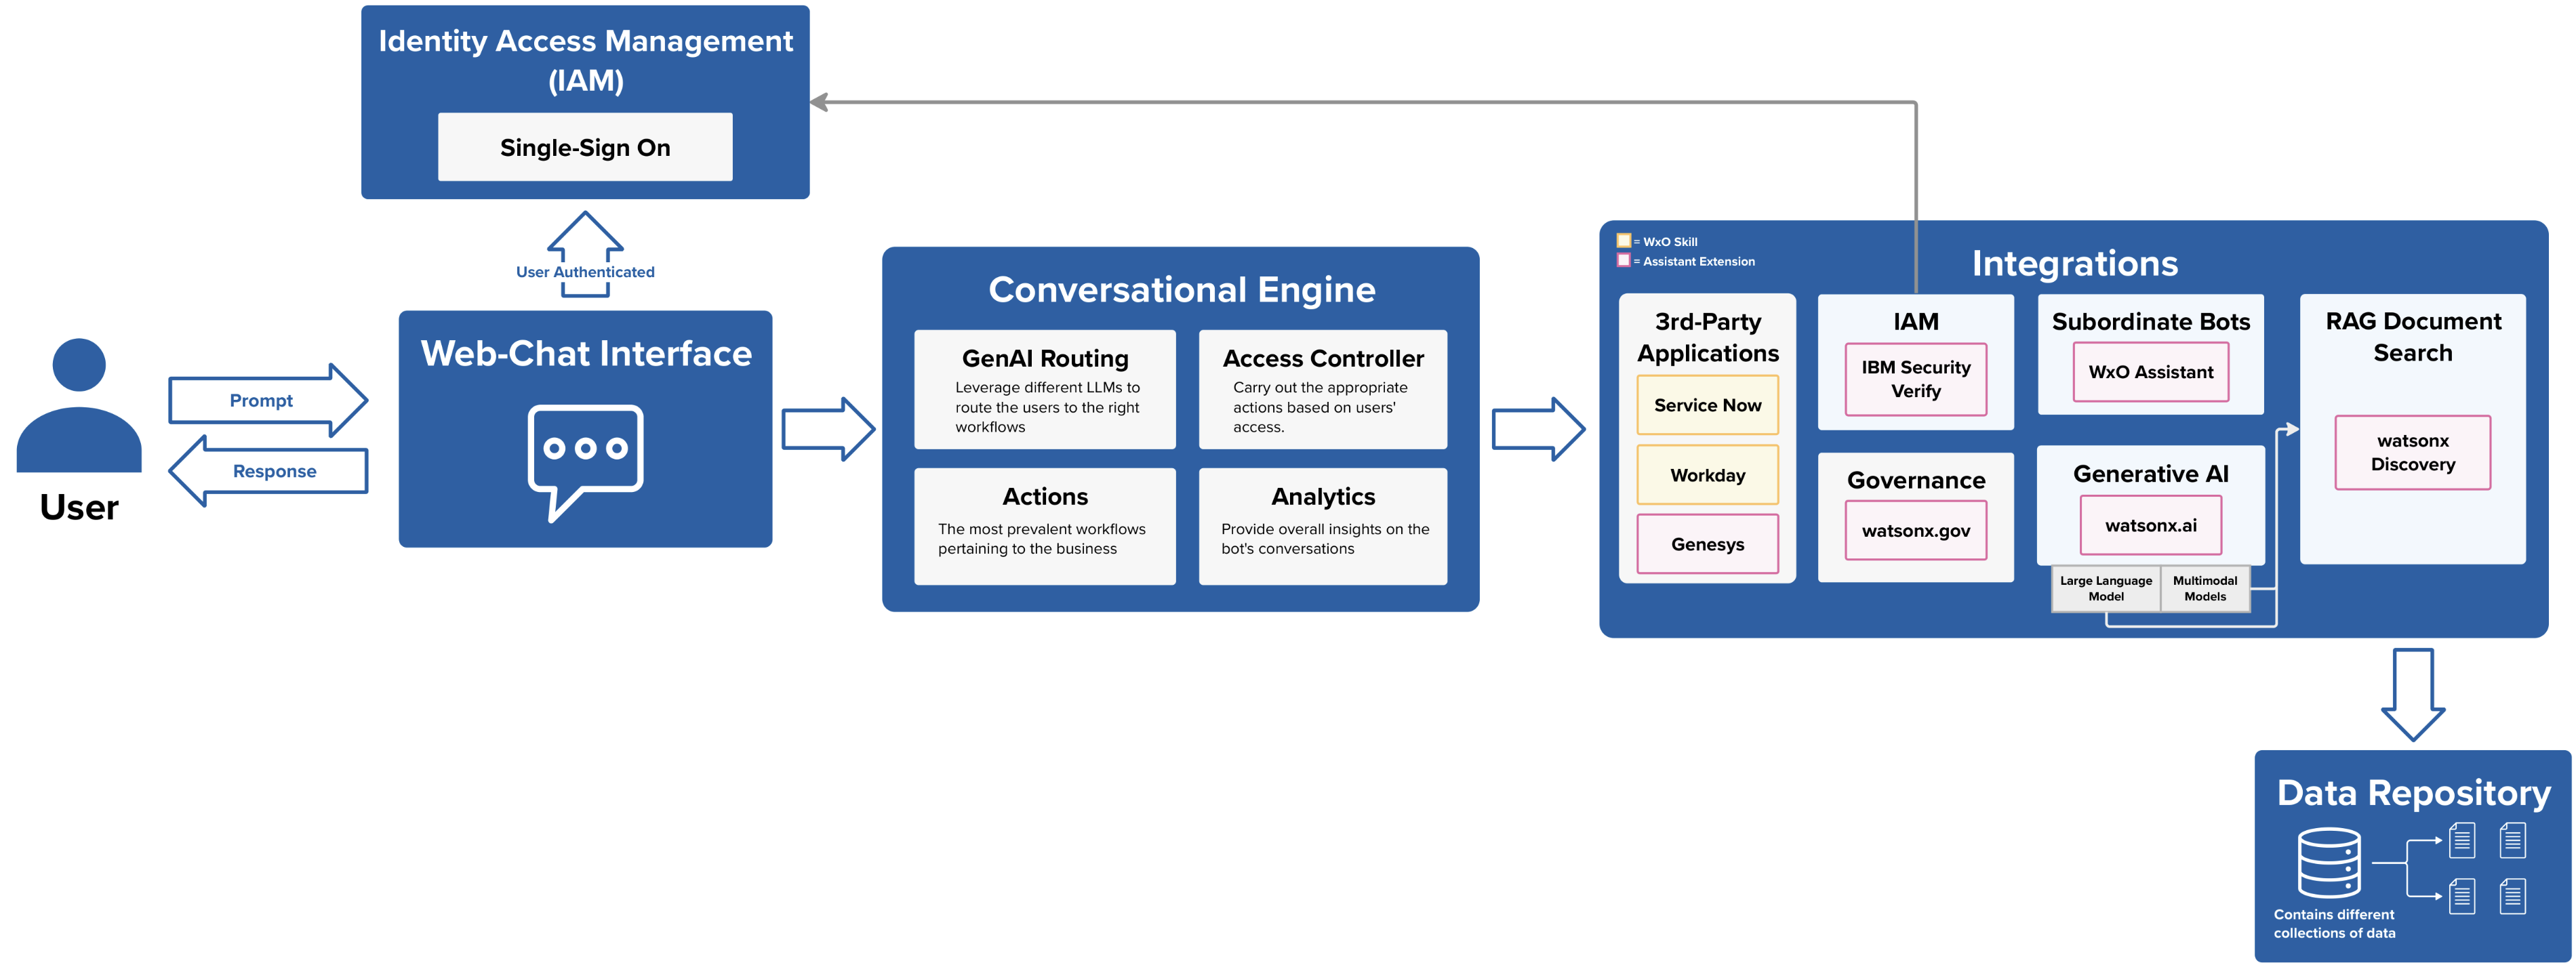 Identity Access Management
(IAM)
Single-Sign On
User Authenticated
Web-Chat Interface
Prompt
Response
User
Conversational Engine
GenAI Routing
Leverage different LLMs to
route the users to the right
workflows
Access Controller
Carry out the appropriate
actions based on users'
access.
Actions
The most prevalent workflows
pertaining to the business
Analytics
Provide overall insights on the
bot's conversations
= WxO Skill
= Assistant Extension
Integrations
3rd-Party
Applications
Service Now
Workday
Genesys
IAM
IBM Security
Verify
Governance
watsonx.gov
Subordinate Bots
WxO Assistant
Generative AI
watsonx.ai
Large Language
Model
Multimodal
Models
RAG Document
Search
watsonx
Discovery
Data Repository
Contains different
collections of data